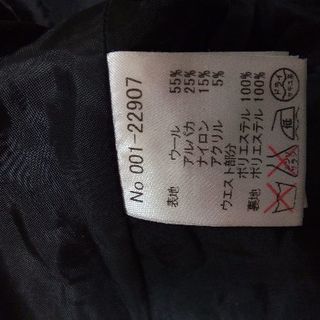 No 001-22907
表地 ウール 55%
アルパカ 25%
ナイロン 15%
アクリル 5%
ウエスト部分
ポリエステル 100%
裏地 ポリエステル 100%
ドライ
低